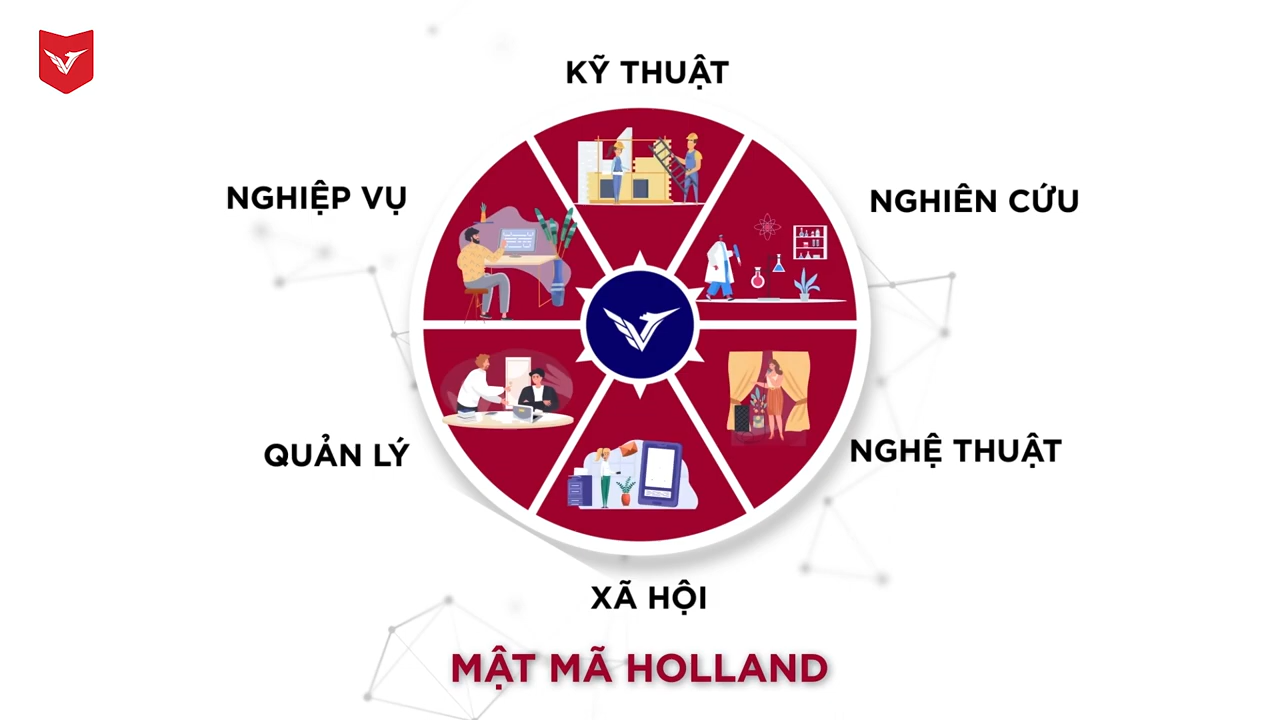 KỸ THUẬT
NGHIỆP VỤ
NGHIÊN CỨU
QUẢN LÝ
NGHỆ THUẬT
XÃ HỘI
MẬT MÃ HOLLAND